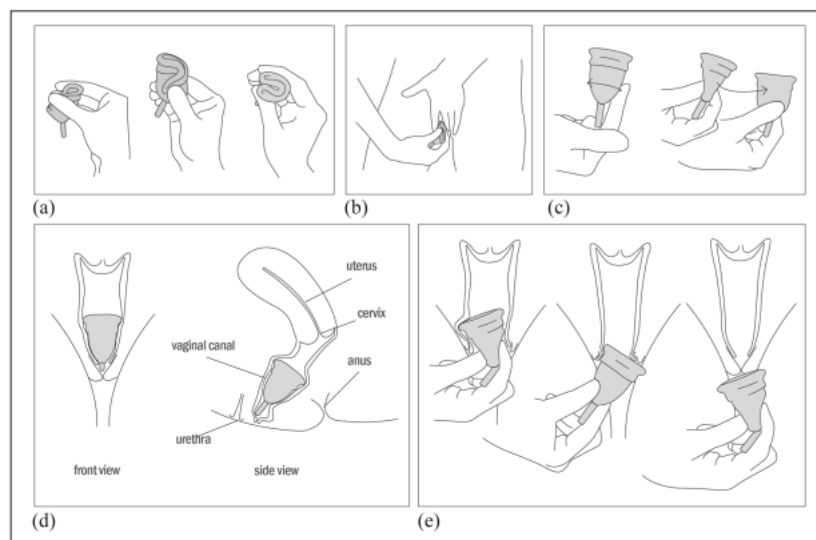 (a)
(b)
(c)
uterus
cervix
vaginal canal
anus
urethra
front view
side view
(d)
(e)